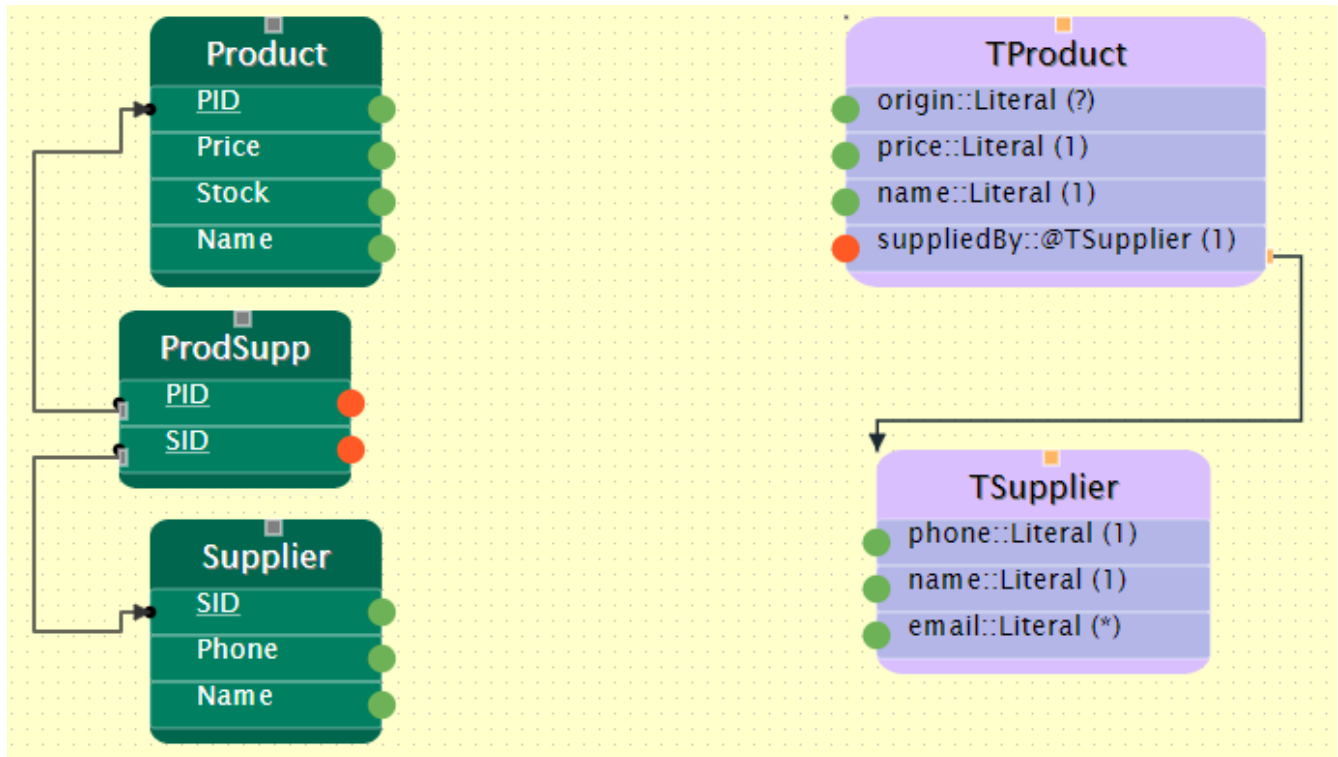 Product
PID
Price
Stock
Name
ProdSupp
PID
SID
Supplier
SID
Phone
Name
TProduct
origin::Literal (?)
price::Literal (1)
name::Literal (1)
suppliedBy::@TSupplier (1)
TSupplier
phone::Literal (1)
name::Literal (1)
email::Literal (*)